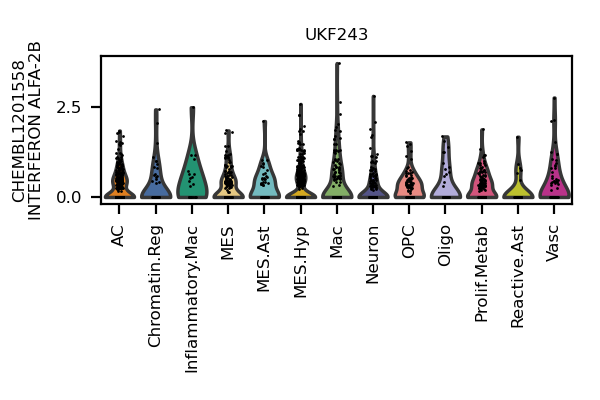 UKF243
CHEMBL1201558
INTERFERON ALFA-2B
2.5
0.0
AC
Chromatin.Reg
Inflammatory.Mac
MES
MES.Ast
MES.Hyp
Mac
Neuron
OPC
Oligo
Prolif.Metab
Reactive.Ast
Vasc